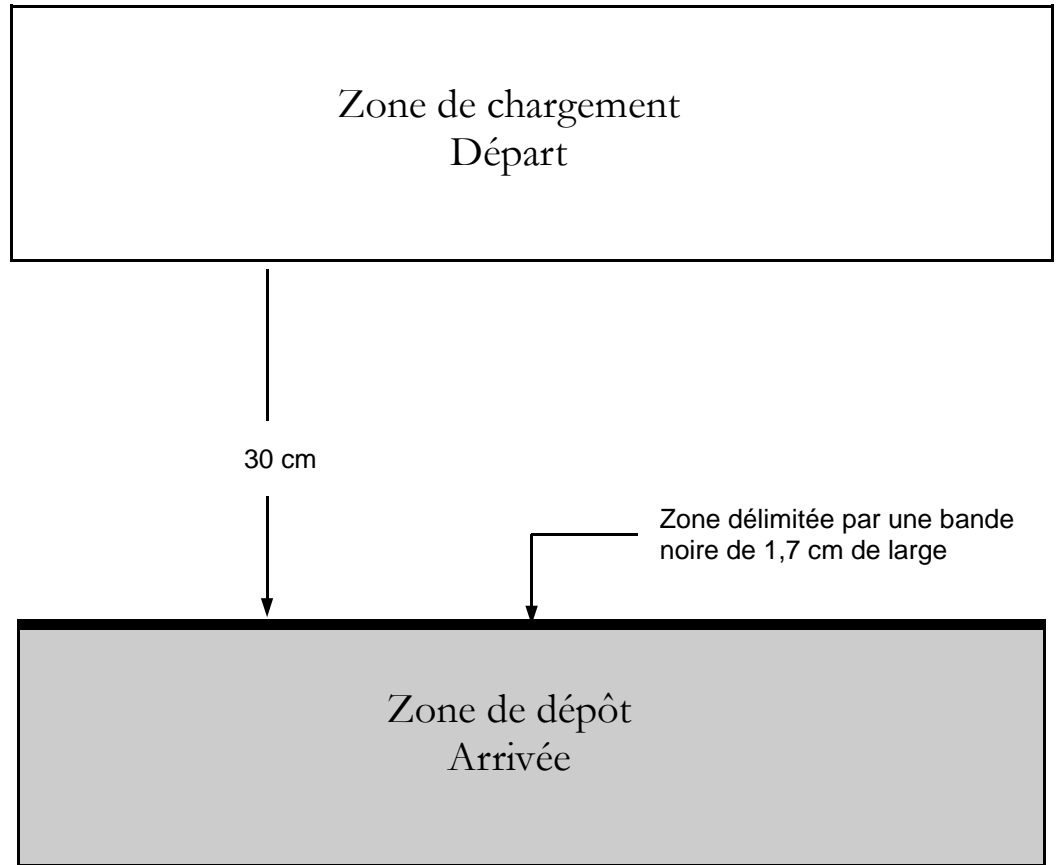 Zone de chargement
Départ
30 cm
Zone délimitée par une bande
noire de 1,7 cm de large
Zone de dépôt
Arrivée